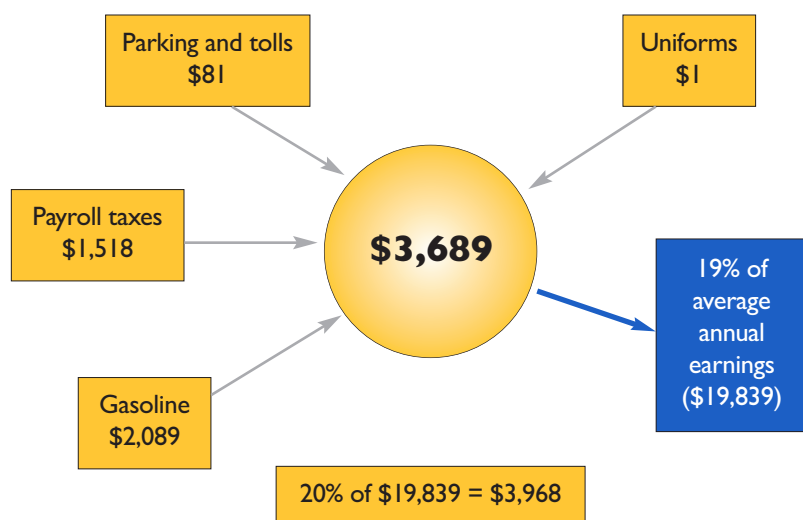 Parking and tolls
$81
Uniforms
$1
Payroll taxes
$1,518
$3,689
19% of
average
annual
earnings
($19,839)
Gasoline
$2,089
20% of $19,839 = $3,968